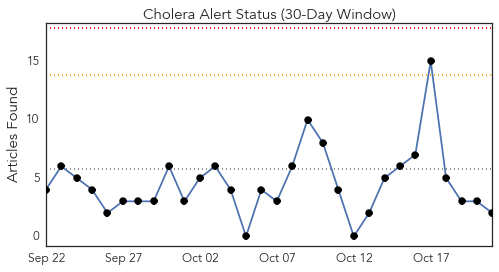 Cholera Alert Status (30-Day Window)
Articles Found
15
10
5
0
Sep 22 Sep 27 Oct 02 Oct 07 Oct 12 Oct 17